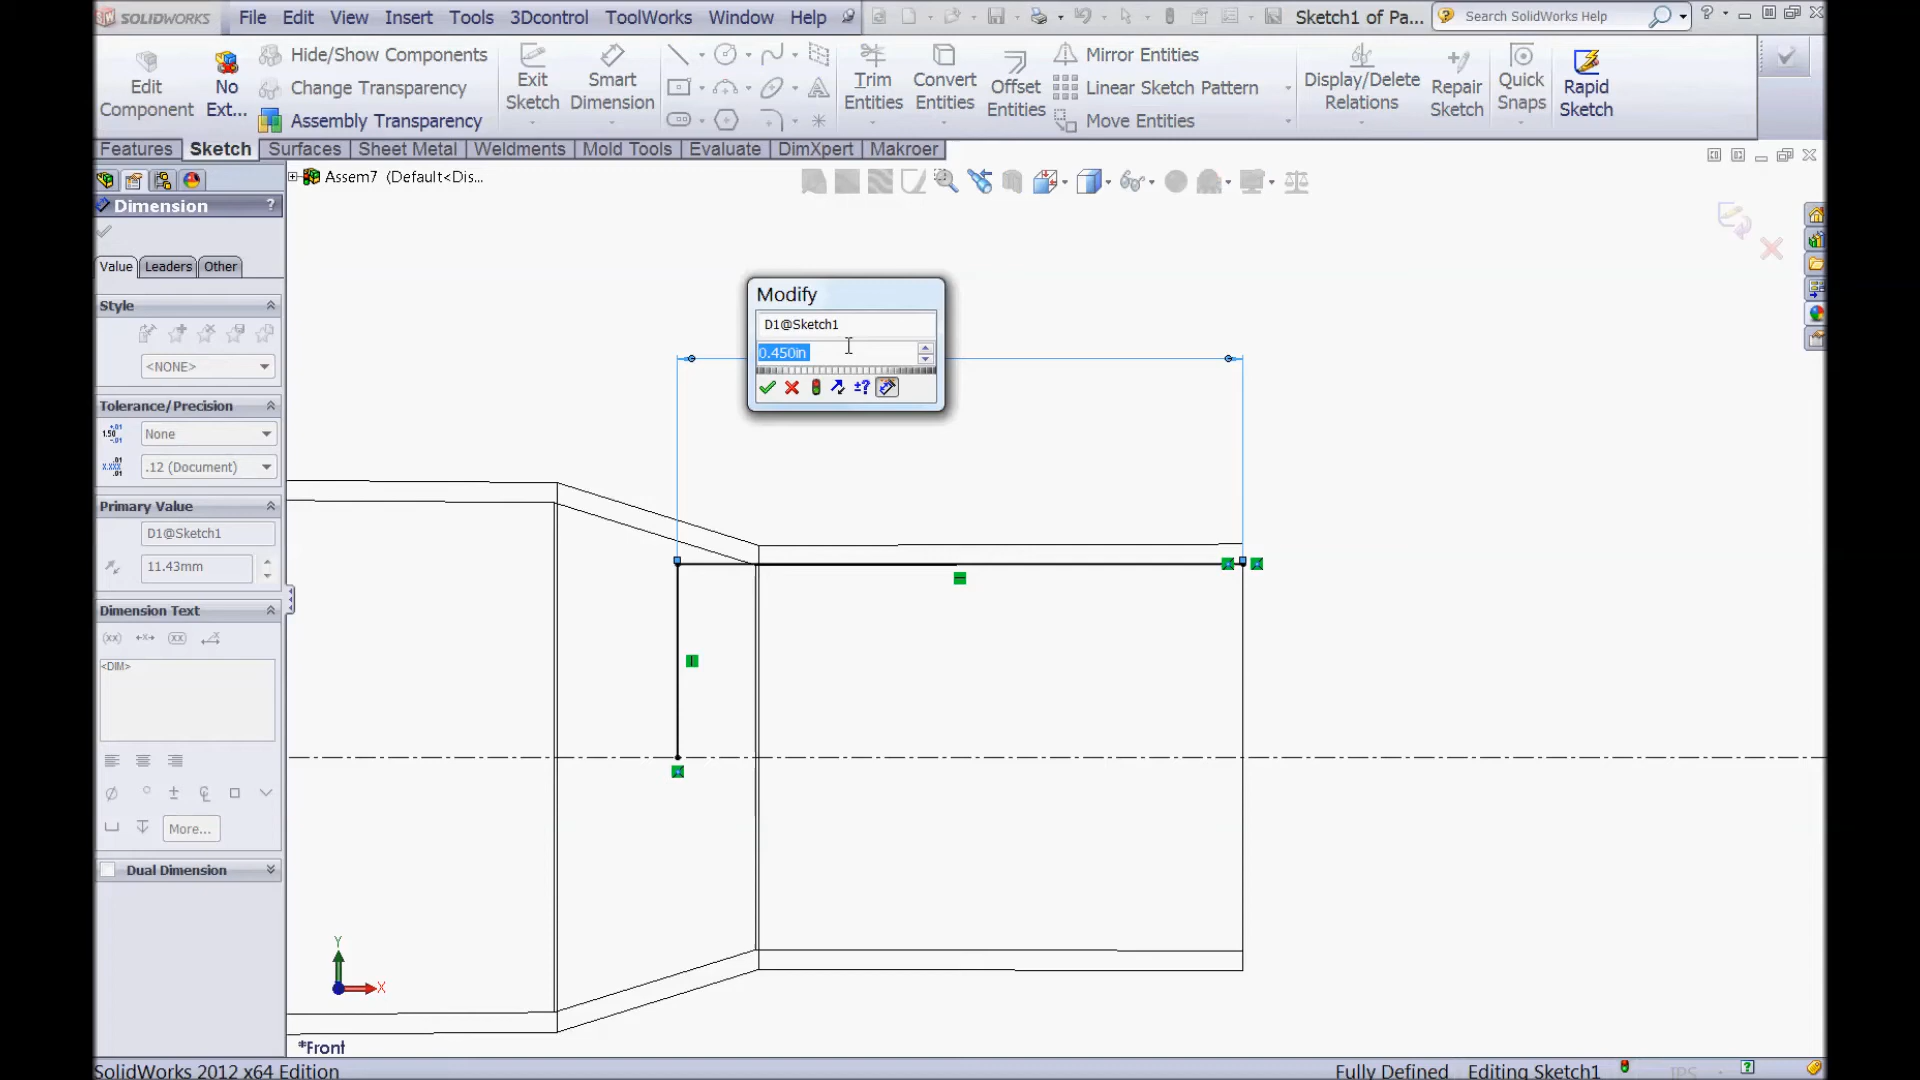 SOLIDWORKS File Edit View Insert Tools 3Dcontrol ToolWorks Window Help Sketch1 of Pa... Search SolidWorks Help
Edit Component
No Ext...
Hide/Show Components
Change Transparency
Assembly Transparency
Exit Sketch
Smart Dimension
Trim Entities
Convert Entities
Offset Entities
Mirror Entities
Linear Sketch Pattern
Move Entities
Display/Delete Relations
Repair Sketch
Quick Snaps
Rapid Sketch
Features Sketch Surfaces Sheet Metal Weldments Mold Tools Evaluate DimXpert Makroer
Assem7 (Default<Dis...
Dimension ?
Value Leaders Other
Style
<NONE>
Tolerance/Precision
None
.12 (Document)
Primary Value
D1@Sketch1
11.43mm
Dimension Text
<DIM>
More...
Dual Dimension
Modify
D1@Sketch1
0.450in
±?
Y
X
*Front
SolidWorks 2012 x64 Edition Fully Defined Editing Sketch1 IPS